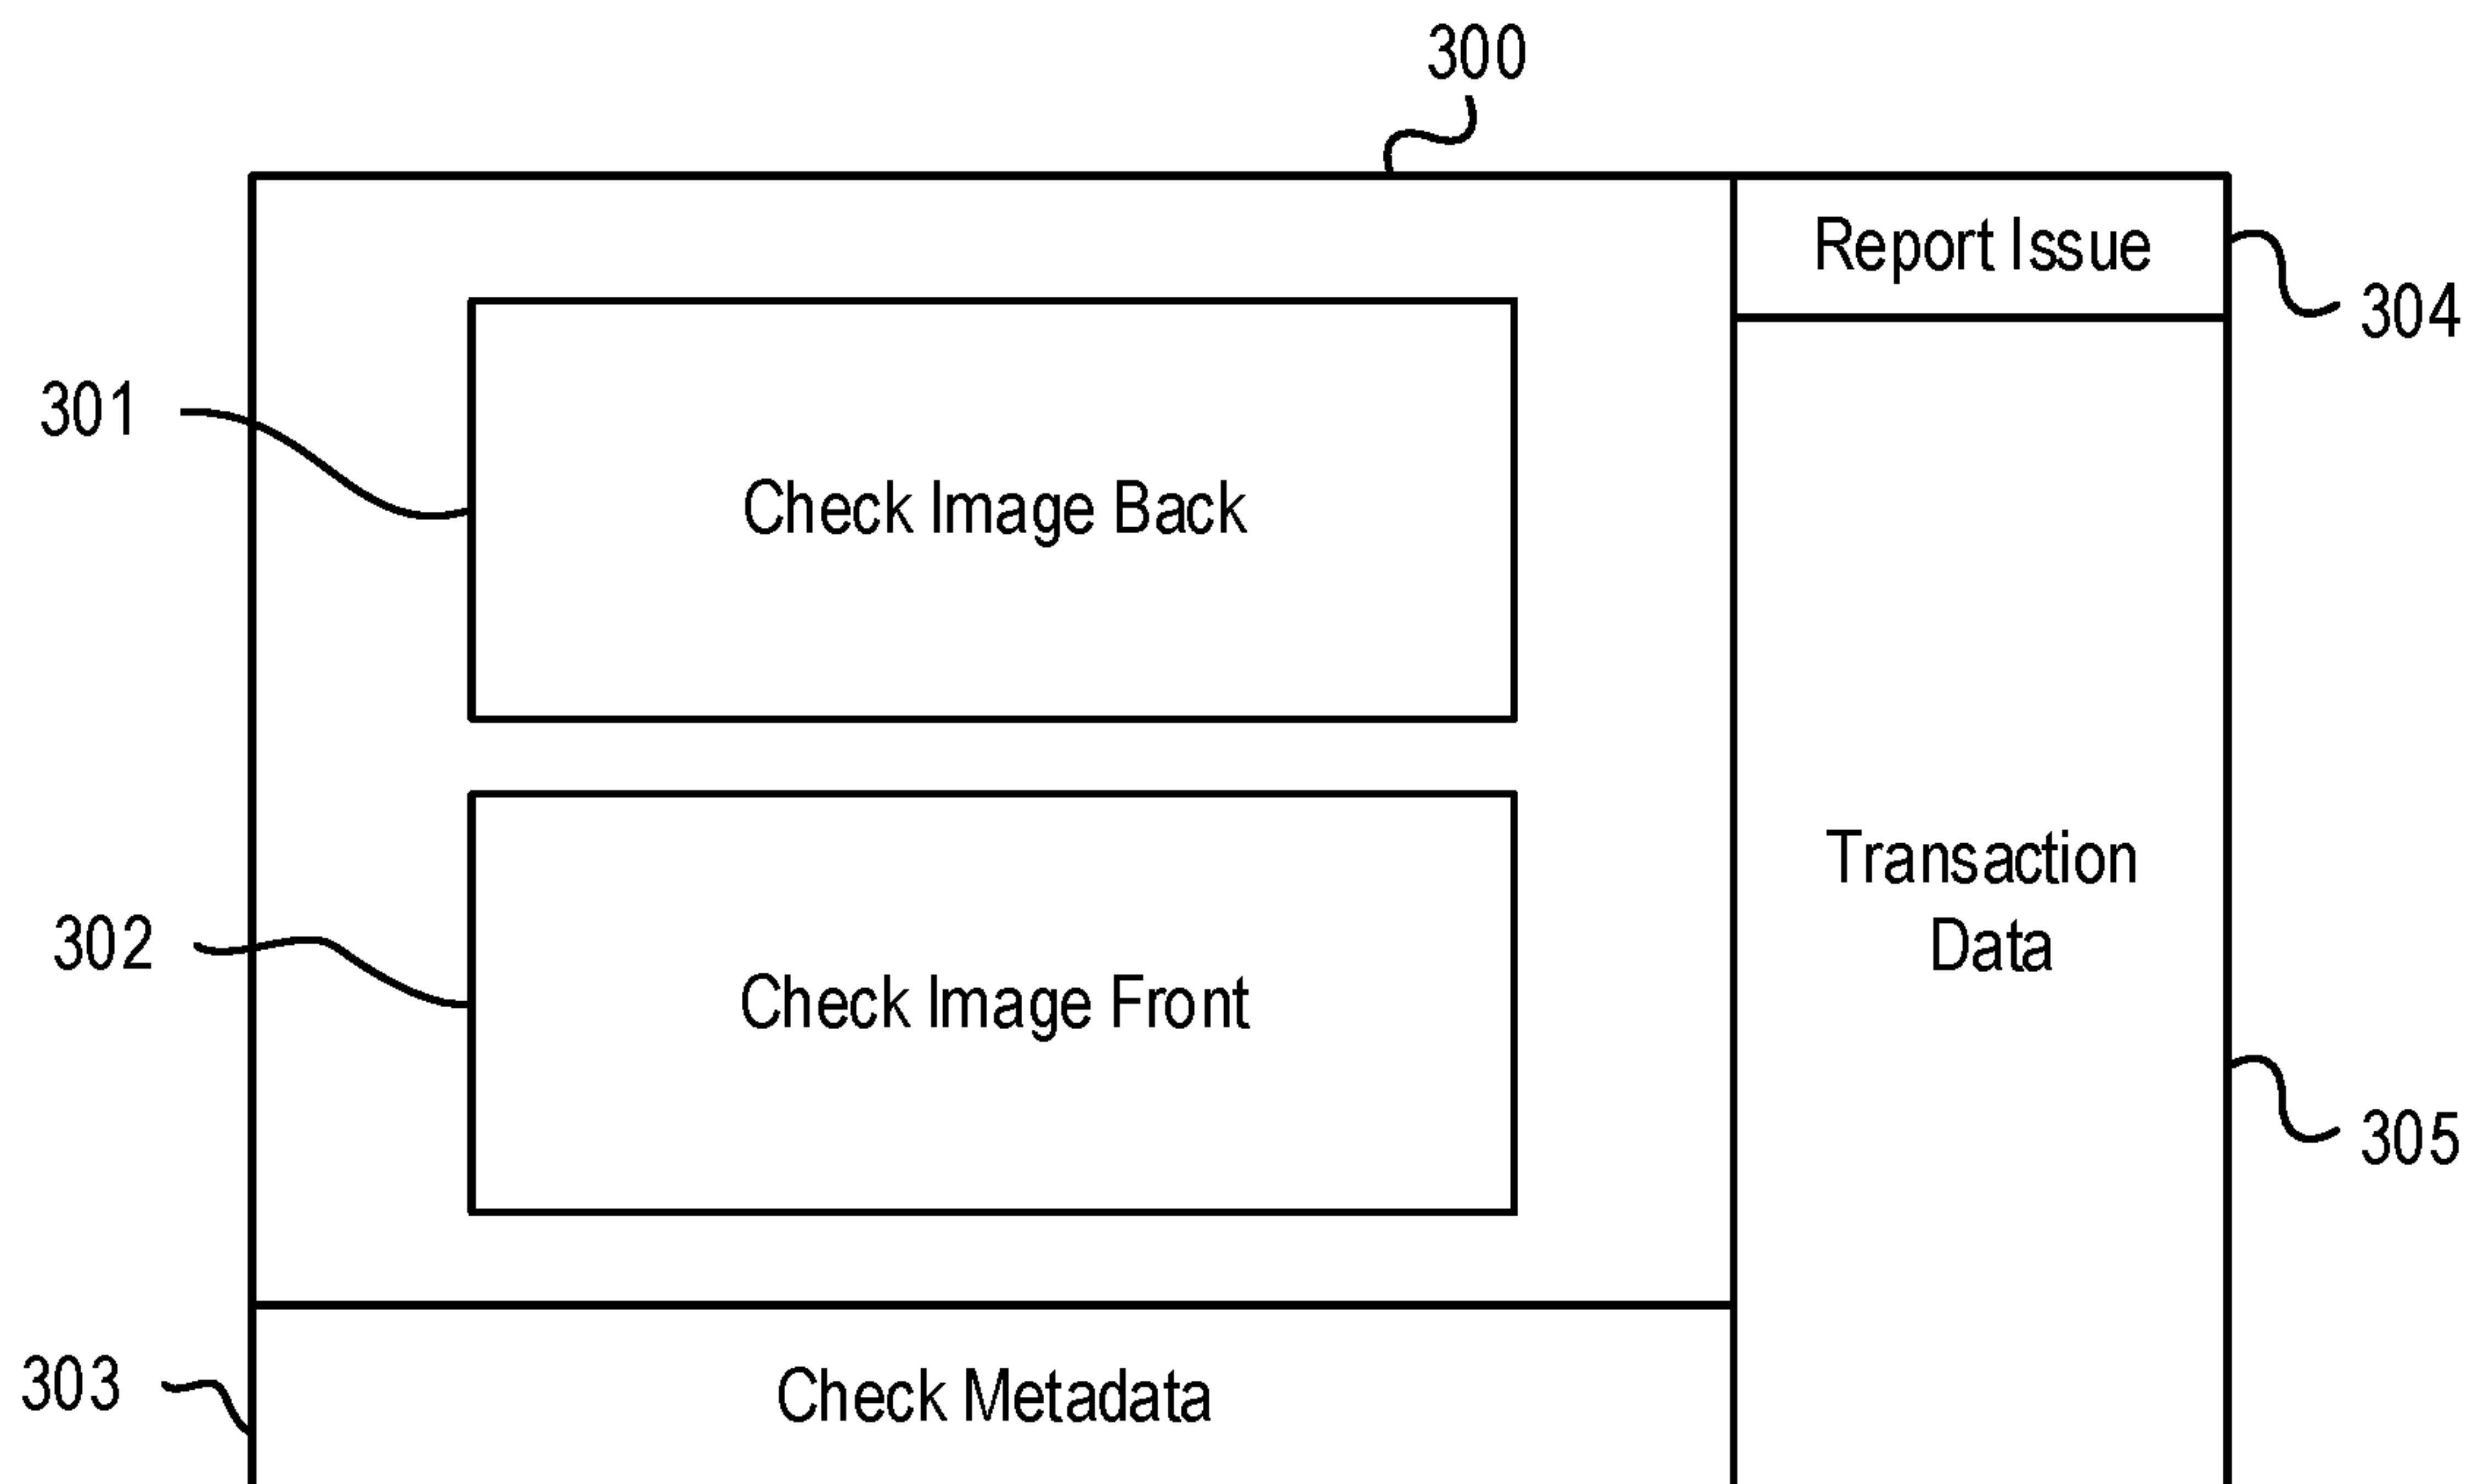 300
Report Issue
304
301
Check Image Back
Transaction
Data
302
Check Image Front
305
303
Check Metadata